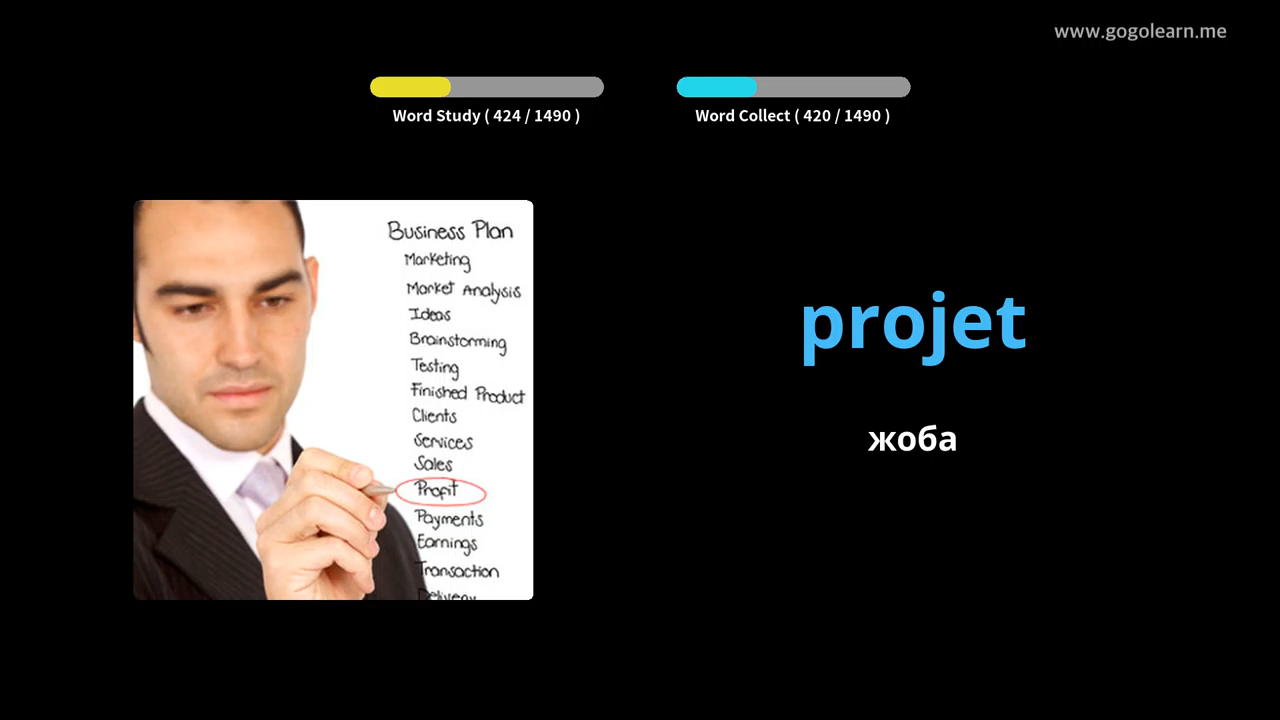 www.gogolearn.me
Word Study ( 424 / 1490 )
Word Collect ( 420 / 1490 )
Business Plan
Marketing
Market Analysis
Ideas
Brainstorming
Testing
Finished Product
Clients
Services
Sales
Profit
Payments
Earnings
Transaction
Delivery
projet
жоба